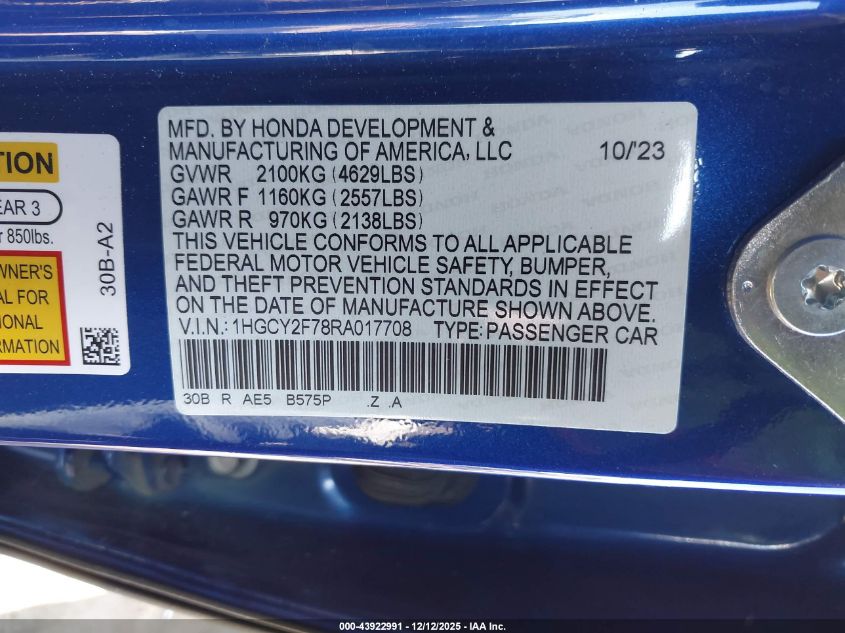 TION
EAR 3
r 850lbs.
WNER'S
AL FOR
IONAL
ORMATION
30B-A2
MFD. BY HONDA DEVELOPMENT &
MANUFACTURING OF AMERICA, LLC 10/'23
GVWR 2100KG (4629LBS)
GAWR F 1160KG (2557LBS)
GAWR R 970KG (2138LBS)
THIS VEHICLE CONFORMS TO ALL APPLICABLE
FEDERAL MOTOR VEHICLE SAFETY, BUMPER,
AND THEFT PREVENTION STANDARDS IN EFFECT
ON THE DATE OF MANUFACTURE SHOWN ABOVE.
V.I.N.: 1HGCY2F78RA017708 TYPE: PASSENGER CAR
30B R AE5 B575P .Z .A
000-43922991 - 12/12/2025 - IAA Inc.